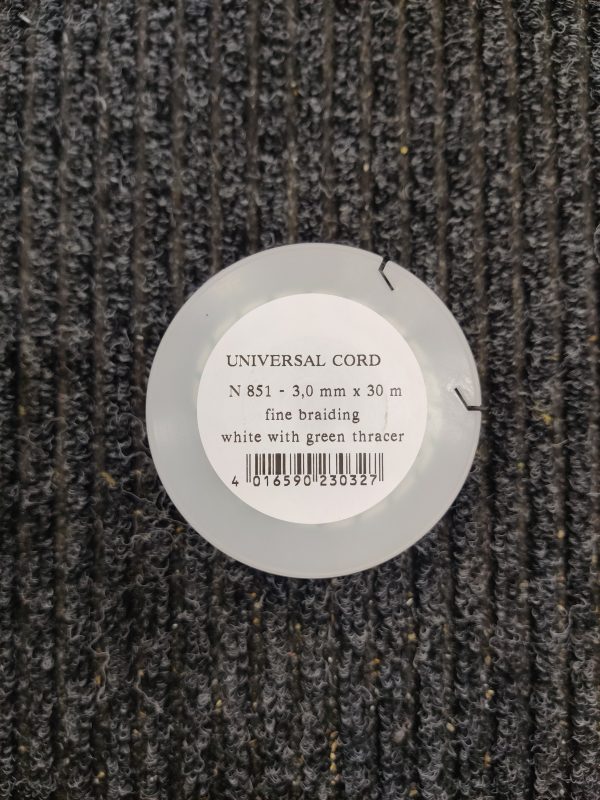 UNIVERSAL CORD
N 851 - 3,0 mm x 30 m
fine braiding
white with green thracer
4 016590 230327